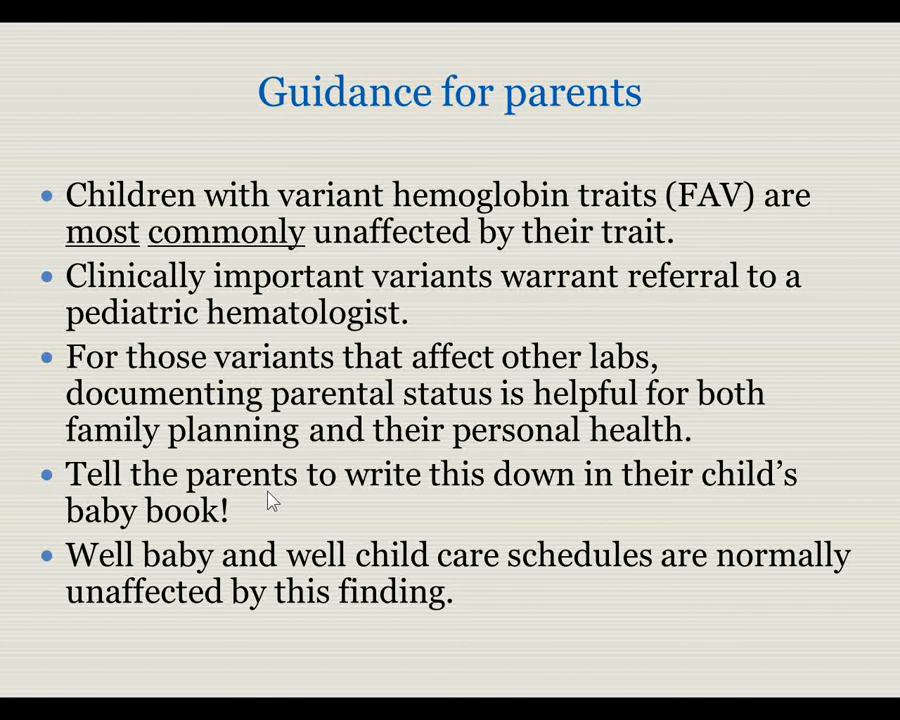 Guidance for parents
• Children with variant hemoglobin traits (FAV) are
most commonly unaffected by their trait.
• Clinically important variants warrant referral to a
pediatric hematologist.
• For those variants that affect other labs,
documenting parental status is helpful for both
family planning and their personal health.
• Tell the parents to write this down in their child’s
baby book!
• Well baby and well child care schedules are normally
unaffected by this finding.